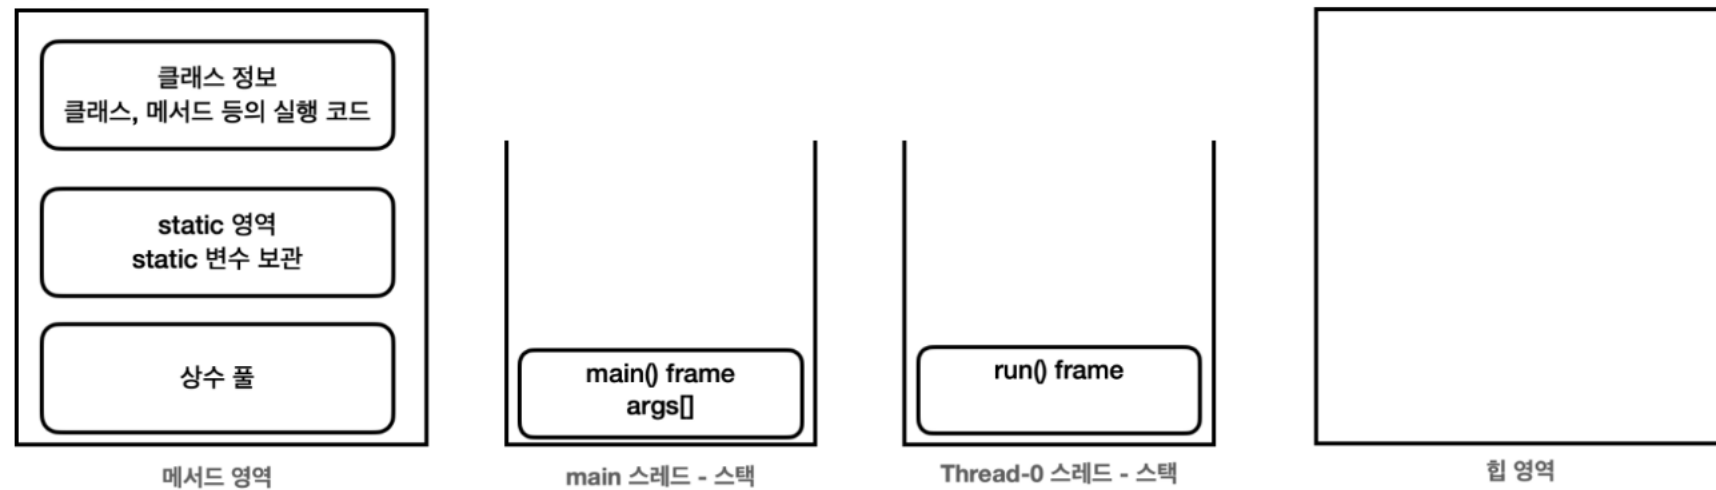 클래스 정보
클래스, 메서드 등의 실행 코드
static 영역
static 변수 보관
상수 풀
메서드 영역
main() frame
args[]
main 스레드 - 스택
run() frame
Thread-0 스레드 - 스택
힙 영역